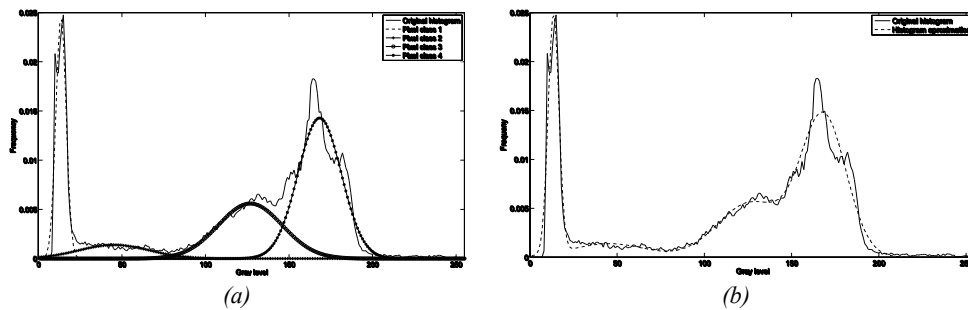 0.025
0.02
0.015
0.01
0.005
0
Frequency
0 50 100 150 200 250
Gray level
Original histogram
Pixel class 1
Pixel class 2
Pixel class 3
Pixel class 4
(a)
0.025
0.02
0.015
0.01
0.005
0
Frequency
0 50 100 150 200 250
Gray level
Original histogram
Histogram aproximation
(b)